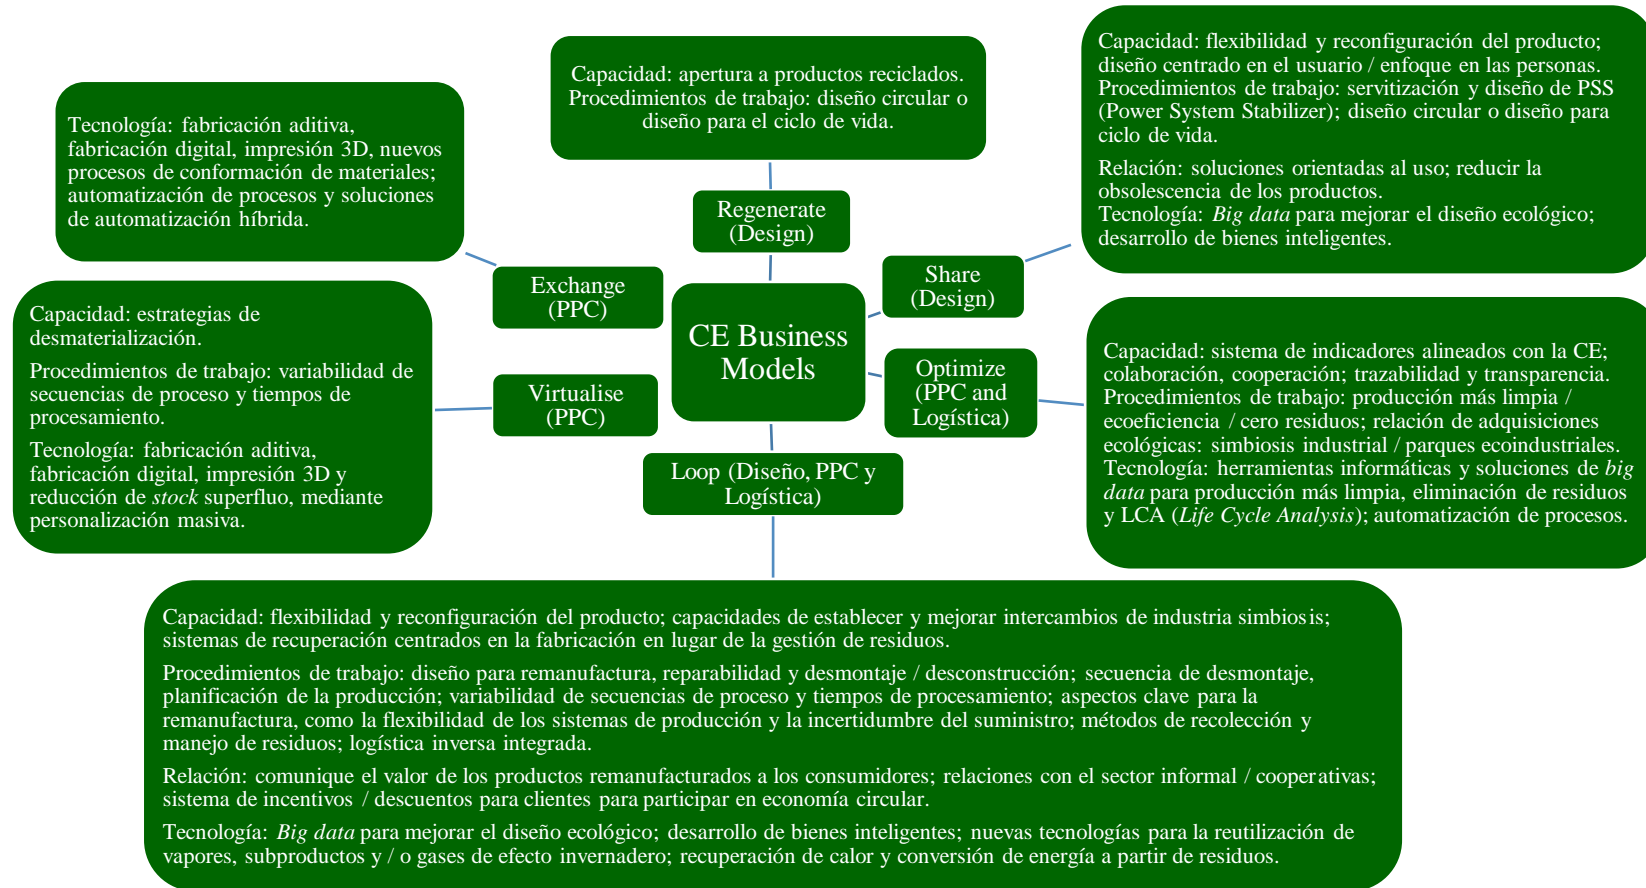 Capacidad: apertura a productos reciclados.
Procedimientos de trabajo: diseño circular o
diseño para el ciclo de vida.
Regenerate
(Design)
Capacidad: flexibilidad y reconfiguración del producto;
diseño centrado en el usuario / enfoque en las personas.
Procedimientos de trabajo: servitización y diseño de PSS
(Power System Stabilizer); diseño circular o diseño para
ciclo de vida.
Relación: soluciones orientadas al uso; reducir la
obsolescencia de los productos.
Tecnología: Big data para mejorar el diseño ecológico;
desarrollo de bienes inteligentes.
Share
(Design)
Tecnología: fabricación aditiva,
fabricación digital, impresión 3D, nuevos
procesos de conformación de materiales;
automatización de procesos y soluciones
de automatización híbrida.
Exchange
(PPC)
CE Business
Models
Optimize
(PPC and
Logística)
Capacidad: sistema de indicadores alineados con la CE;
colaboración, cooperación; trazabilidad y transparencia.
Procedimientos de trabajo: producción más limpia /
ecoeficiencia / cero residuos; relación de adquisiciones
ecológicas: simbiosis industrial / parques ecoindustriales.
Tecnología: herramientas informáticas y soluciones de big
data para producción más limpia, eliminación de residuos
y LCA (Life Cycle Analysis); automatización de procesos.
Capacidad: estrategias de
desmaterialización.
Procedimientos de trabajo: variabilidad de
secuencias de proceso y tiempos de
procesamiento.
Tecnología: fabricación aditiva,
fabricación digital, impresión 3D y
reducción de stock superfluo, mediante
personalización masiva.
Virtualise
(PPC)
Loop (Diseño, PPC y
Logística)
Capacidad: flexibilidad y reconfiguración del producto; capacidades de establecer y mejorar intercambios de industria simbiosis;
sistemas de recuperación centrados en la fabricación en lugar de la gestión de residuos.
Procedimientos de trabajo: diseño para remanufactura, reparabilidad y desmontaje / desconstrucción; secuencia de desmontaje,
planificación de la producción; variabilidad de secuencias de proceso y tiempos de procesamiento; aspectos clave para la
remanufactura, como la flexibilidad de los sistemas de producción y la incertidumbre del suministro; métodos de recolección y
manejo de residuos; logística inversa integrada.
Relación: comunique el valor de los productos remanufacturados a los consumidores; relaciones con el sector informal / cooperativas;
sistema de incentivos / descuentos para clientes para participar en economía circular.
Tecnología: Big data para mejorar el diseño ecológico; desarrollo de bienes inteligentes; nuevas tecnologías para la reutilización de
vapores, subproductos y / o gases de efecto invernadero; recuperación de calor y conversión de energía a partir de residuos.